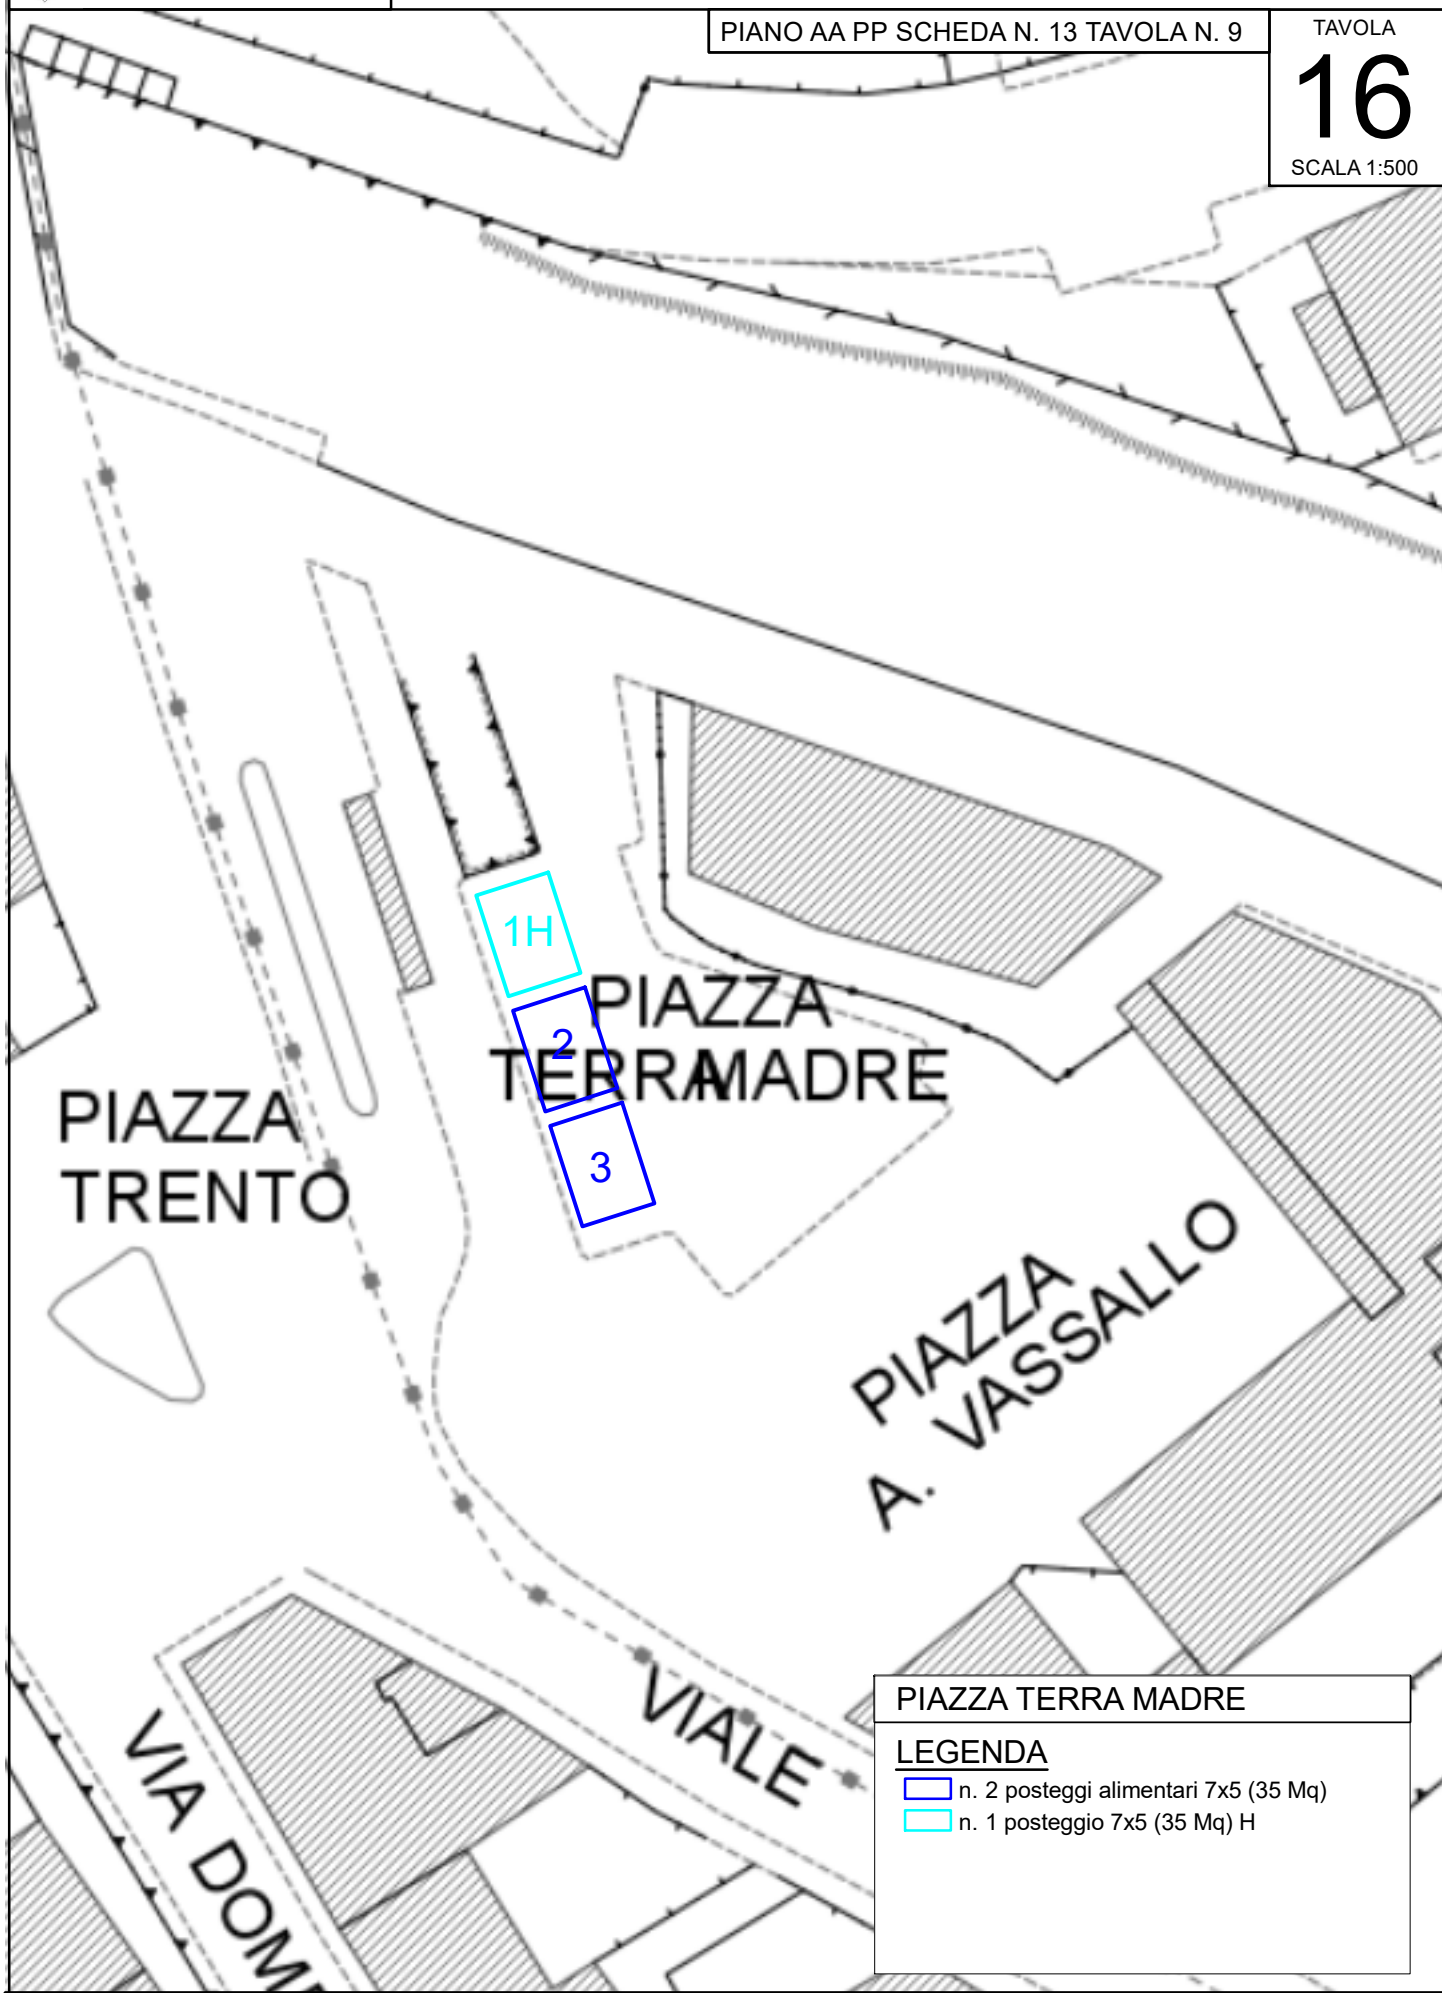 PIANO AA PP SCHEDA N. 13 TAVOLA N. 9
TAVOLA
16
SCALA 1:500
1H
PIAZZA
2
TERRA MADRE
PIAZZA
TRENTO
3
PIAZZA
A. VASSALLO
VIALE
VIA
PIAZZA TERRA MADRE
LEGENDA
n. 2 posteggi alimentari 7x5 (35 Mq)
n. 1 posteggio 7x5 (35 Mq) H